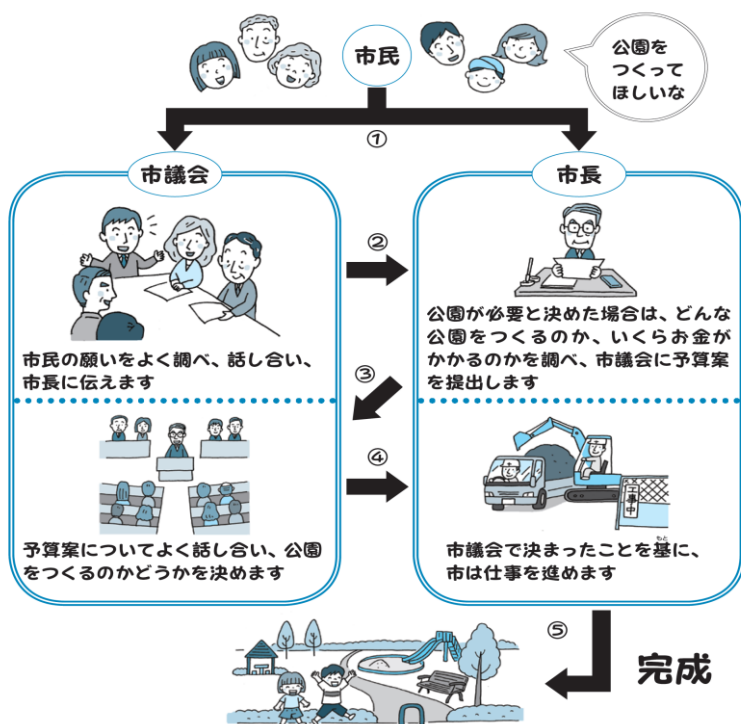 市民
公園を
つくって
ほしいな
①
市議会
市長
②
市民の願いをよく調べ、話し合い、
市長に伝えます
公園が必要と決めた場合は、どんな
公園をつくるのか、いくらお金が
かかるのかを調べ、市議会に予算案
を提出します
③
④
工事中
予算案についてよく話し合い、公園
をつくるのかどうかを決めます
もと
市議会で決まったことを基に、
市は仕事を進めます
⑤
完成